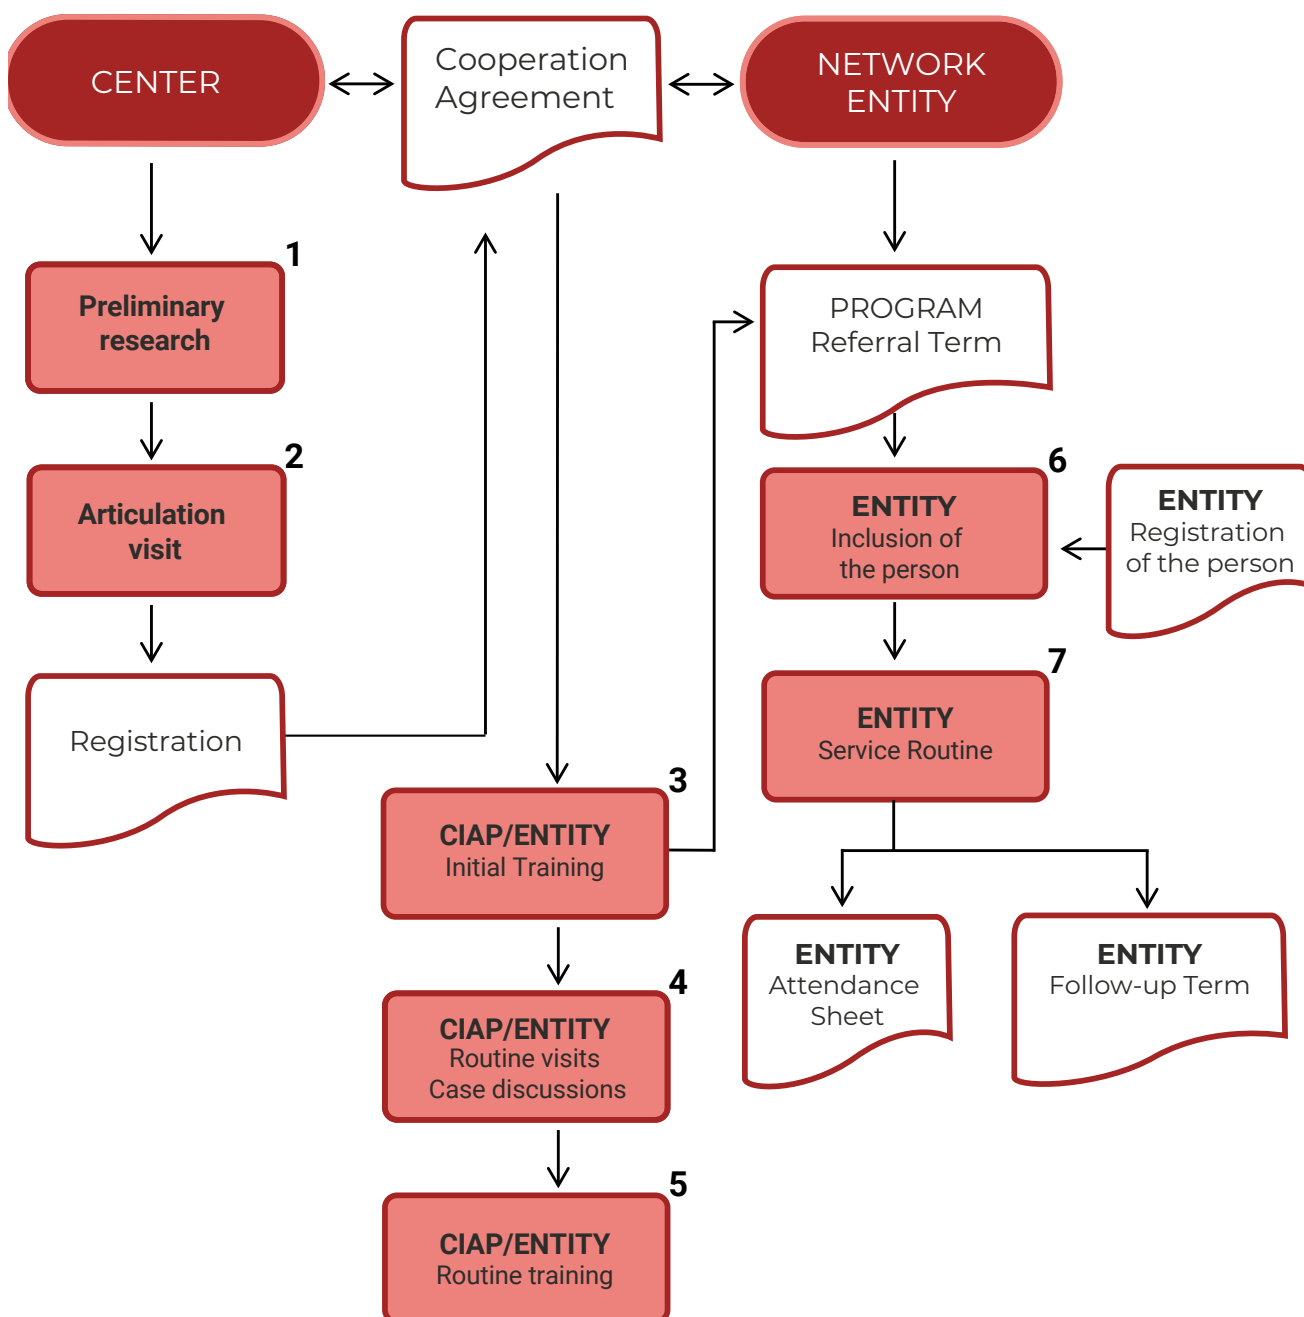 CENTER
Cooperation
Agreement
NETWORK
ENTITY
1
Preliminary
research
2
Articulation
visit
Registration
3
CIAP/ENTITY
Initial Training
4
CIAP/ENTITY
Routine visits
Case discussions
5
CIAP/ENTITY
Routine training
PROGRAM
Referral Term
6
ENTITY
Inclusion of
the person
ENTITY
Registration
of the person
7
ENTITY
Service Routine
ENTITY
Attendance
Sheet
ENTITY
Follow-up Term